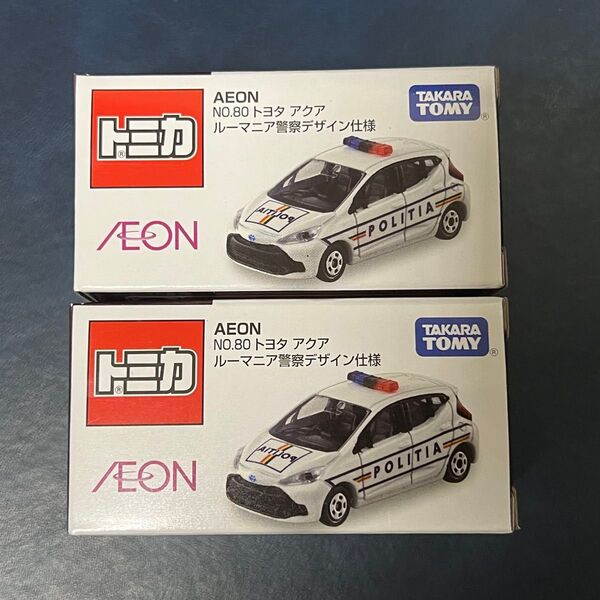 AEON
NO.80 トヨタ アクア
ルーマニア警察デザイン仕様
TAKARA
TOMY®
トミカ®
POLITIA
POLITIA
ÆON
AEON
NO.80 トヨタ アクア
ルーマニア警察デザイン仕様
TAKARA
TOMY®
トミカ®
POLITIA
POLITIA
ÆON